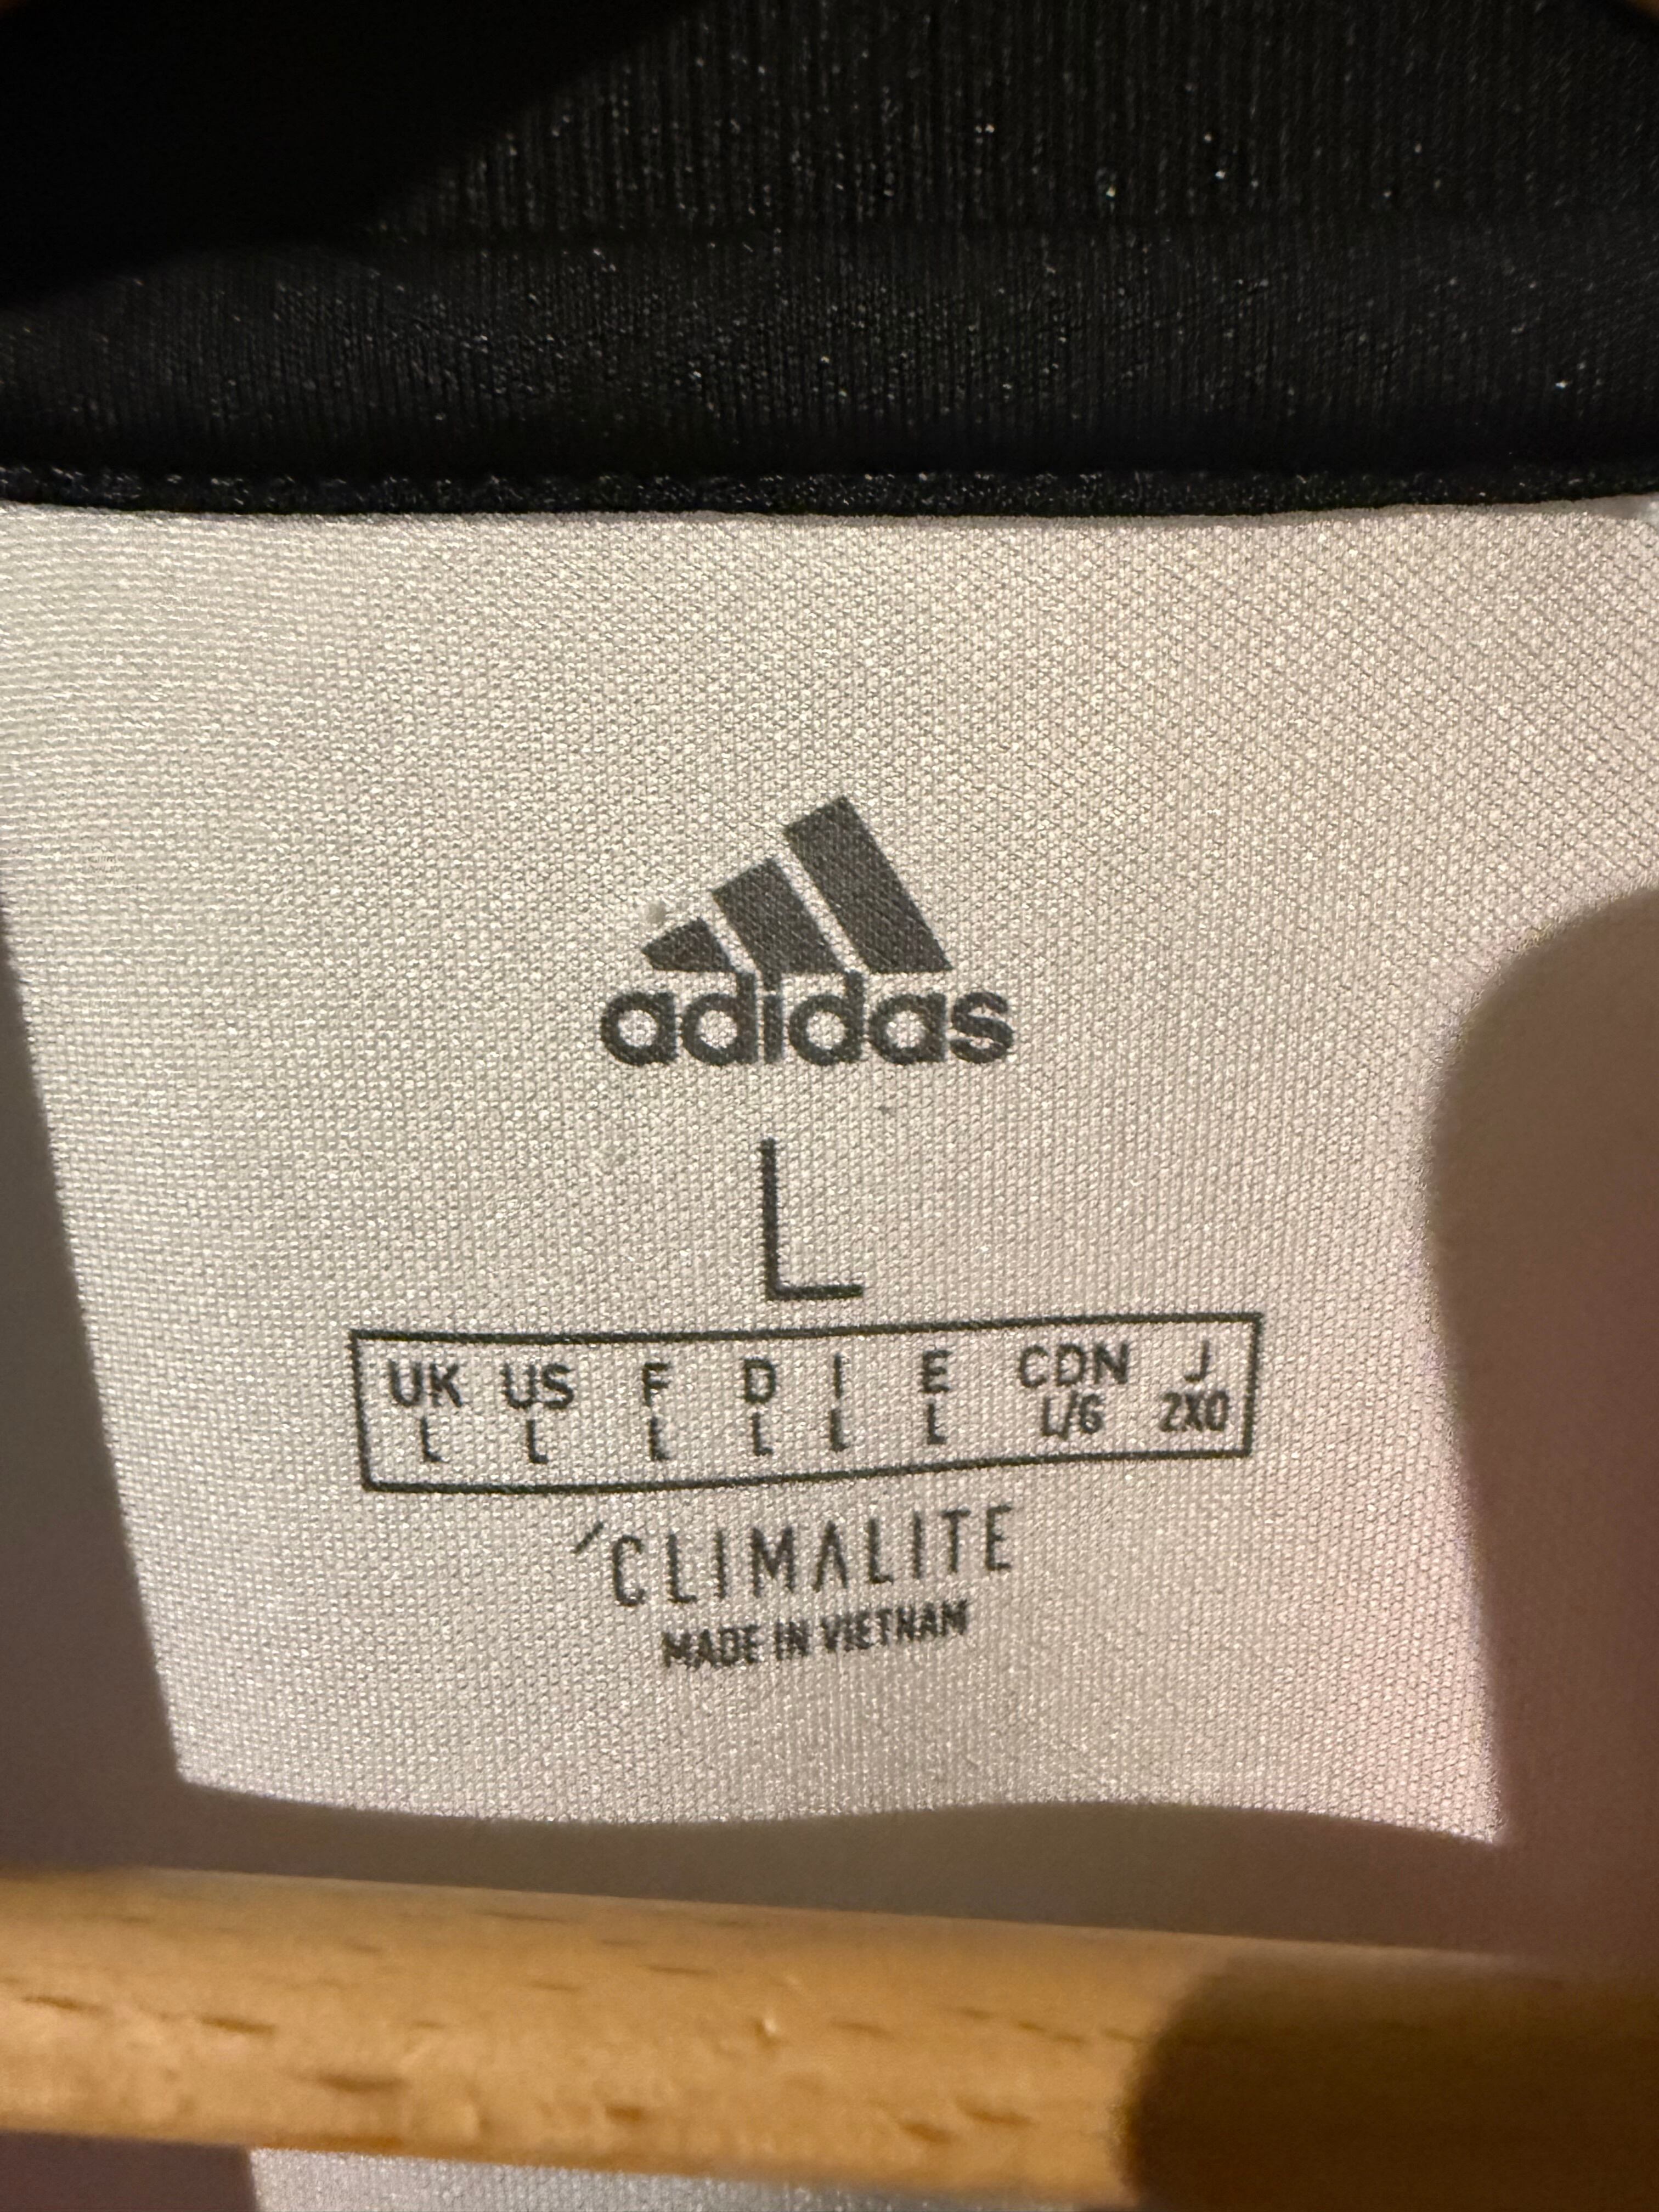 adidas
L
UK US F D I E CDN J
L L L L L L L/G 2XO
´CLIMALITE
MADE IN VIETNAM